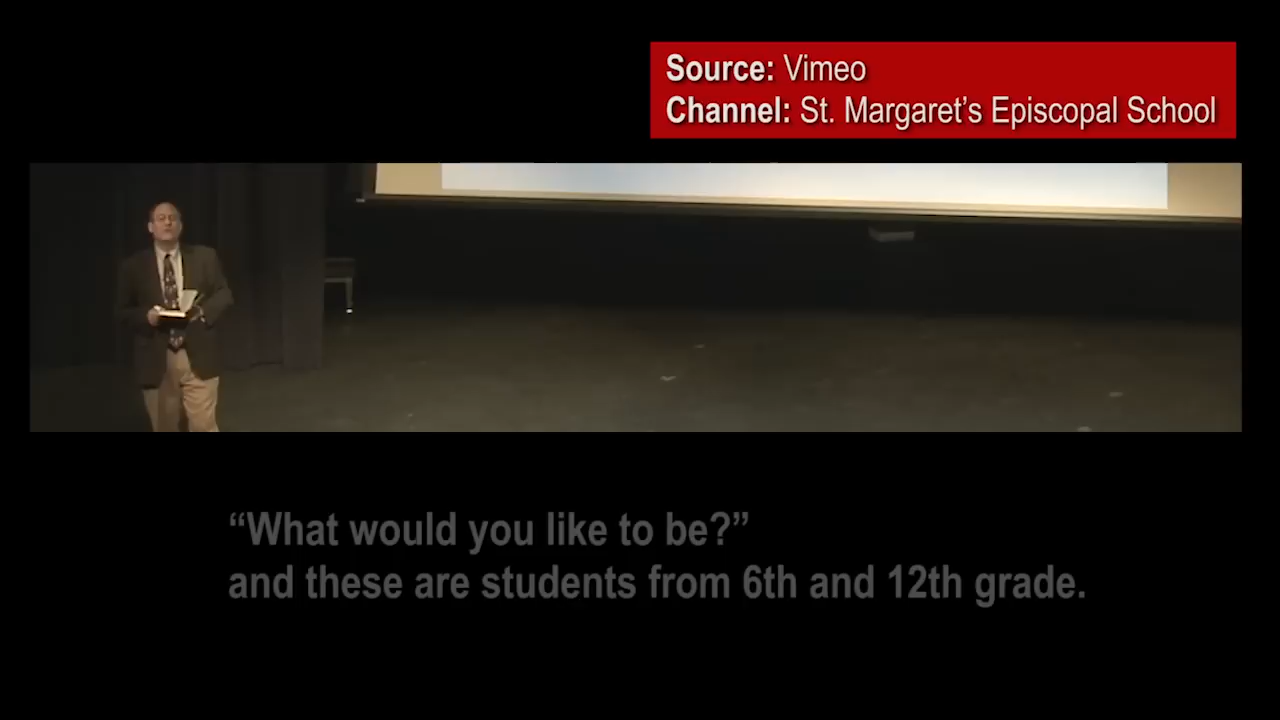 Source: Vimeo
Channel: St. Margaret’s Episcopal School
“What would you like to be?”
and these are students from 6th and 12th grade.